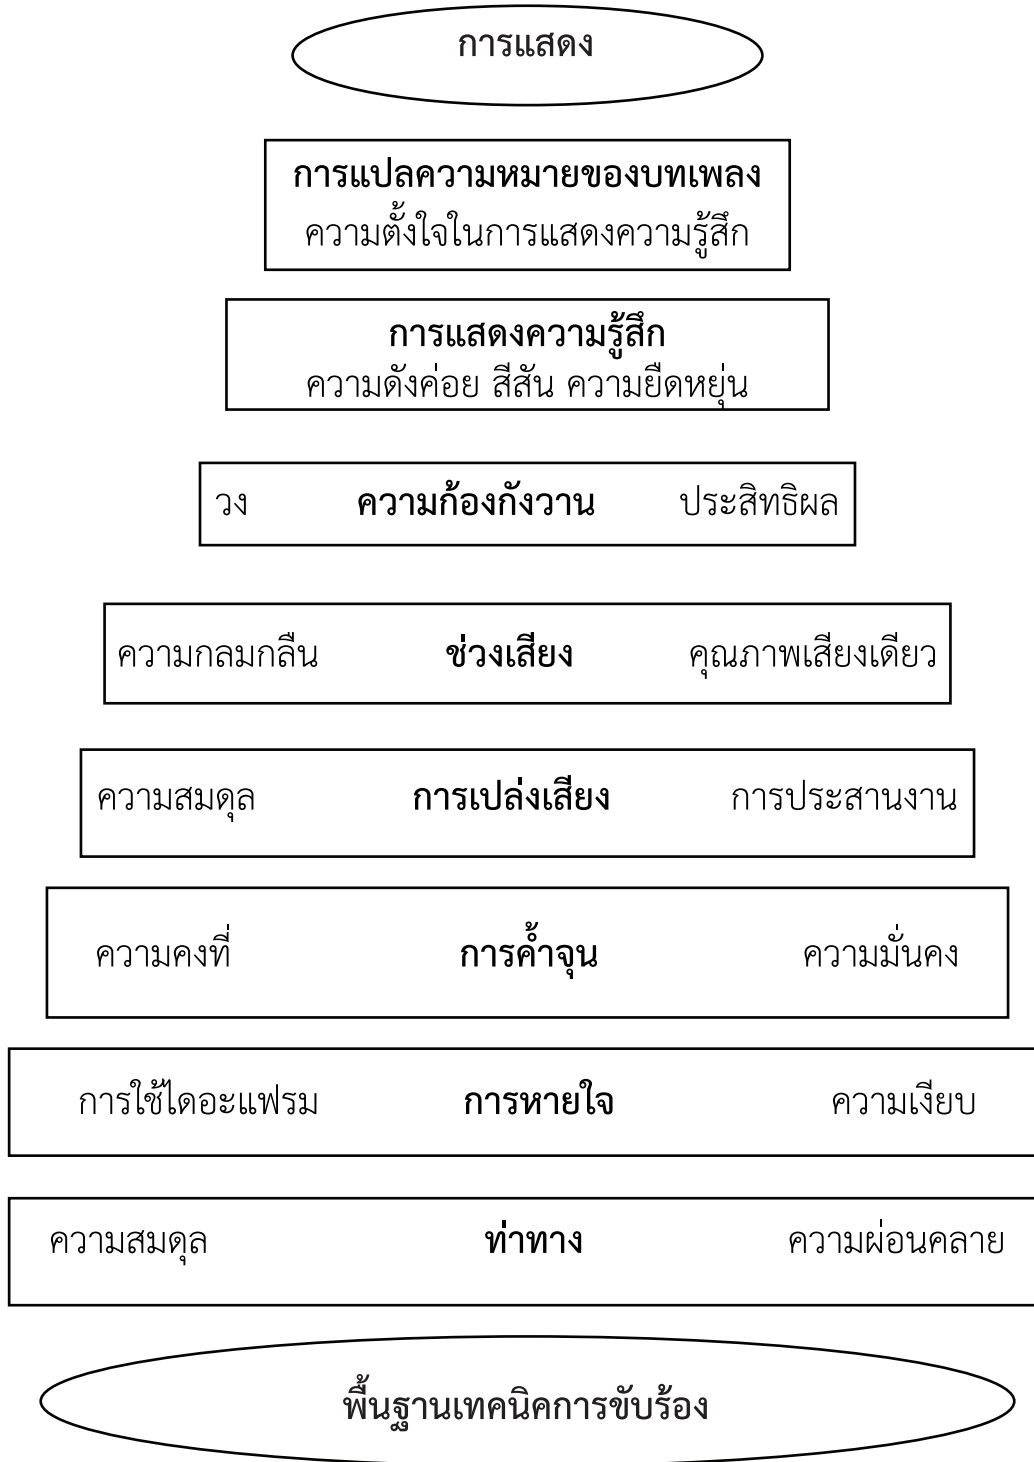 การแสดง
การแปลความหมายของบทเพลง
ความตั้งใจในการแสดงความรู้สึก
การแสดงความรู้สึก
ความดังค่อย สีสัน ความยืดหยุ่น
วง ความก้องกังวาน ประสิทธิผล
ความกลมกลืน ช่วงเสียง คุณภาพเสียงเดียว
ความสมดุล การเปล่งเสียง การประสานงาน
ความคงที่ การค้ำจุน ความมั่นคง
การใช้ไดอะแฟรม การหายใจ ความเงียบ
ความสมดุล ท่าทาง ความผ่อนคลาย
พื้นฐานเทคนิคการขับร้อง